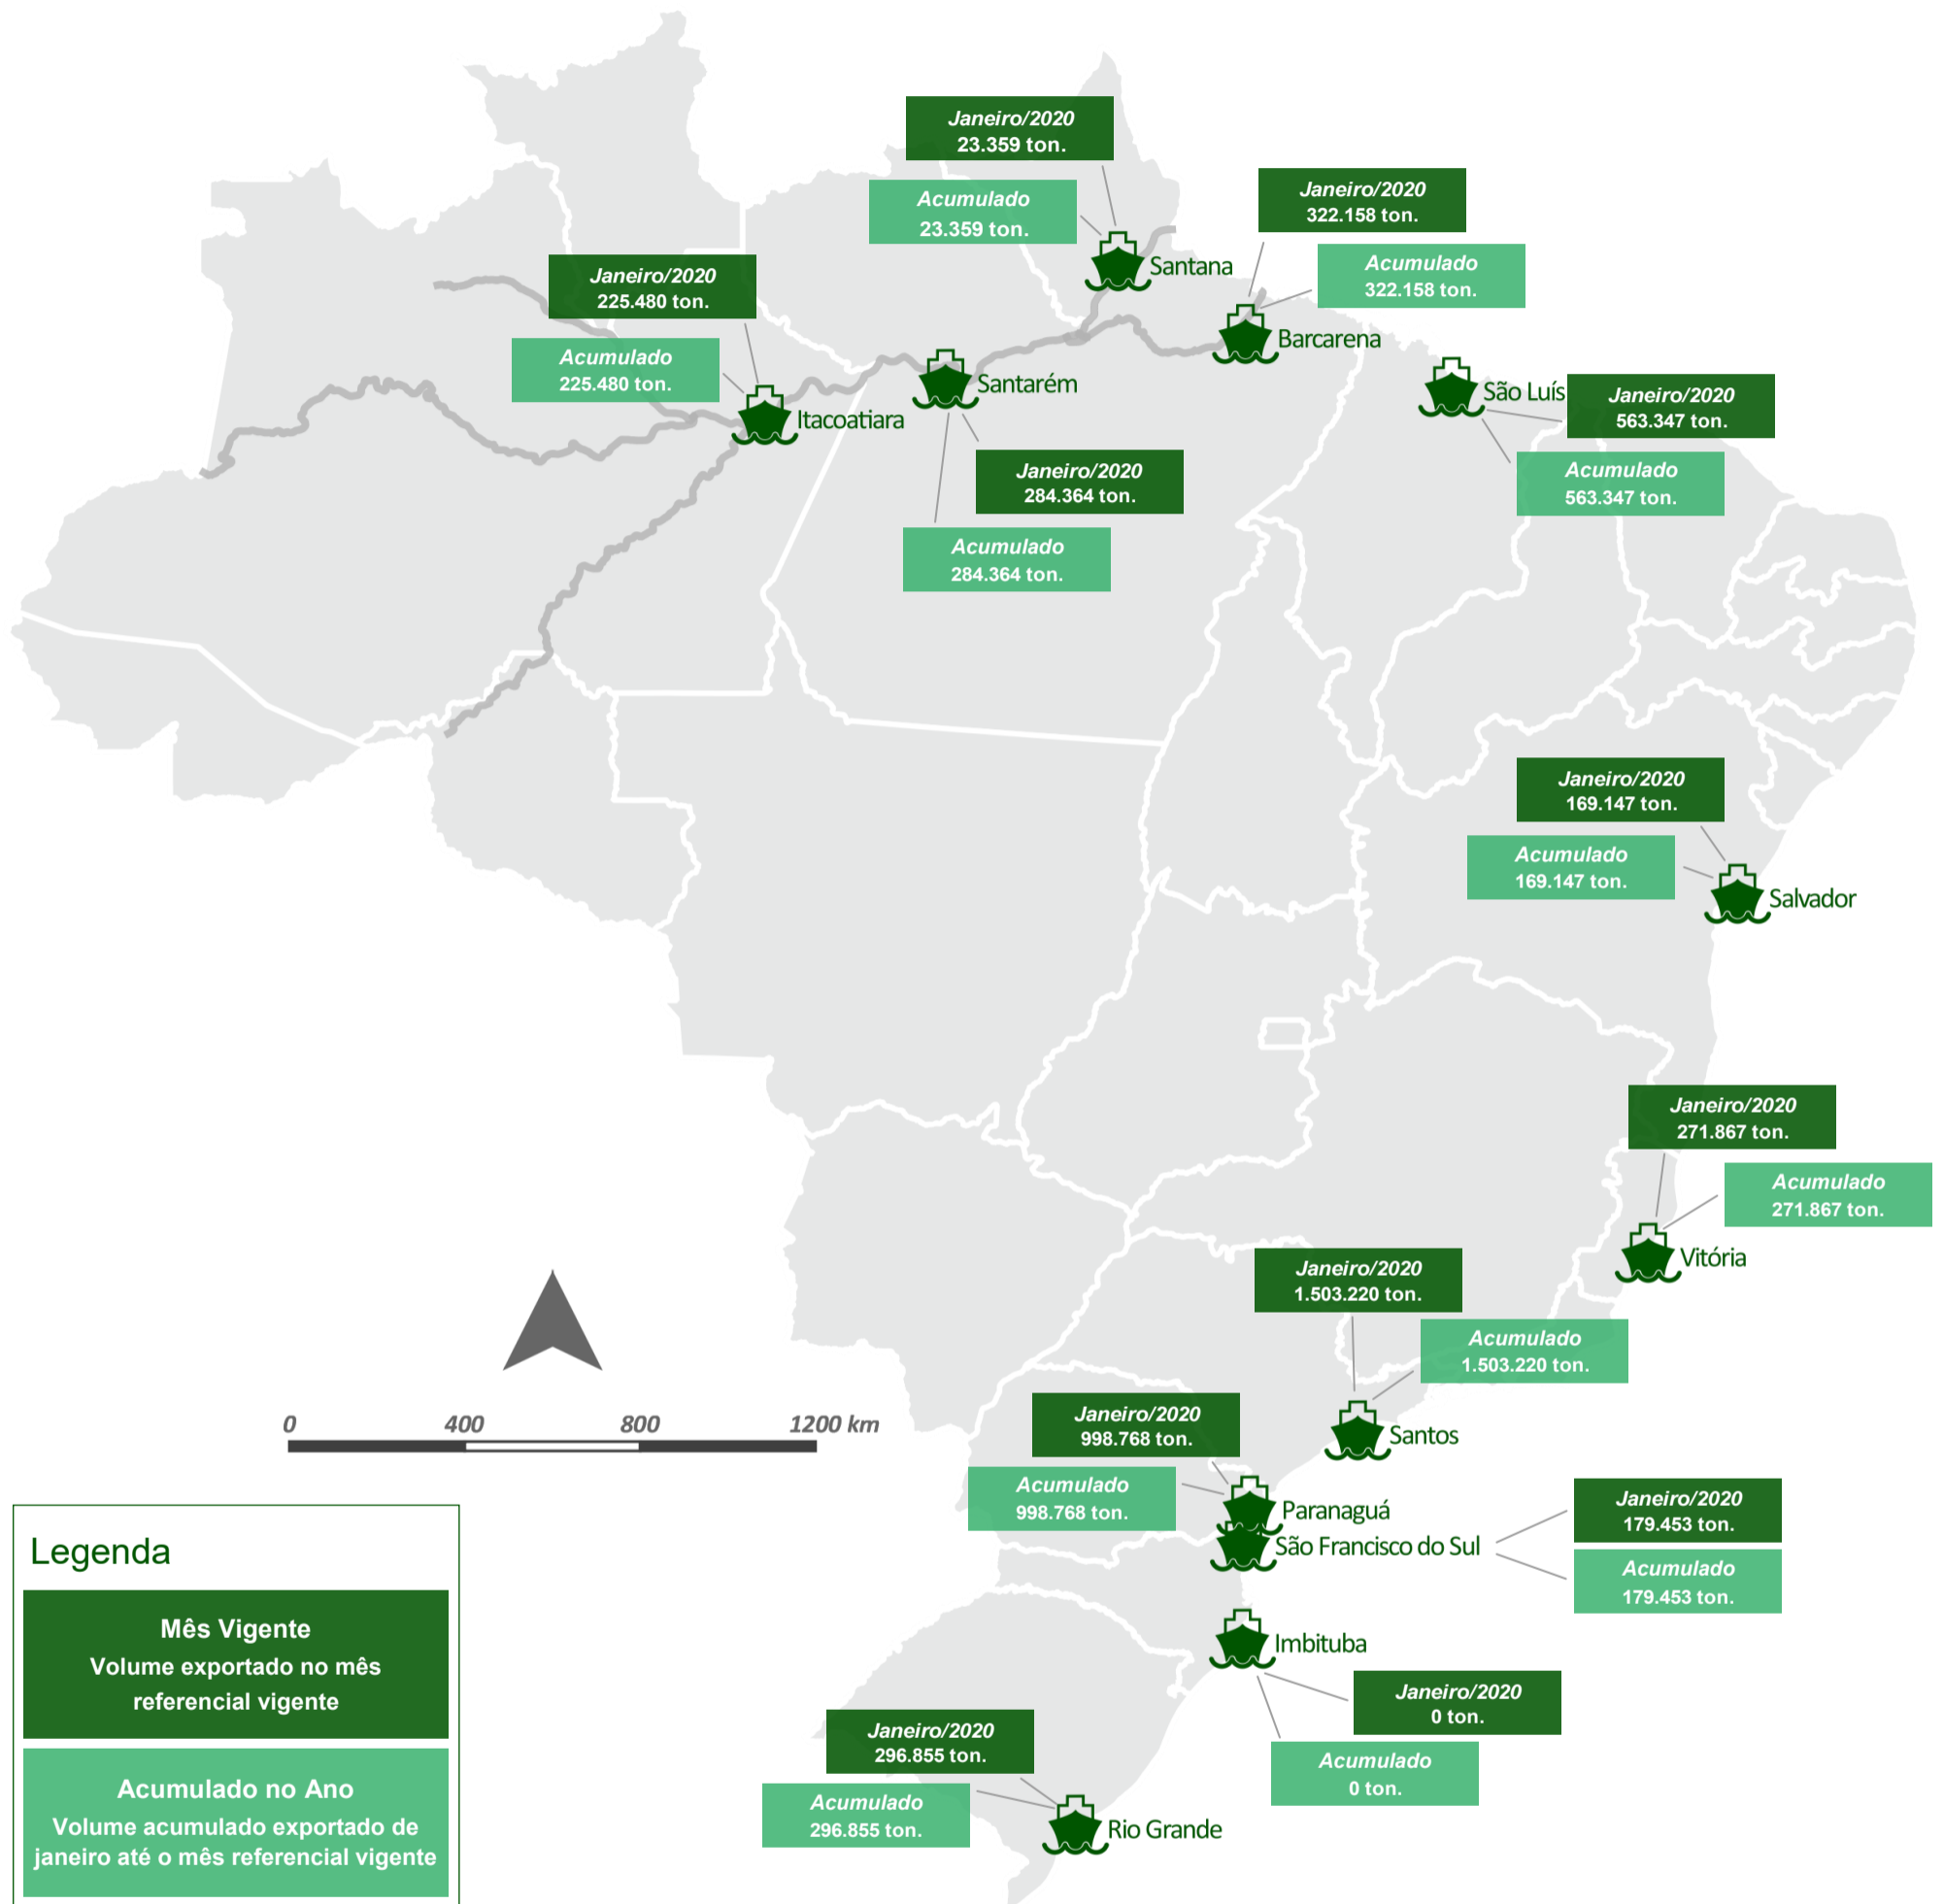 Janeiro/2020
23.359 ton.
Acumulado
23.359 ton.
Santana
Janeiro/2020
322.158 ton.
Acumulado
322.158 ton.
Barcarena
Janeiro/2020
225.480 ton.
Acumulado
225.480 ton.
Itacoatiara
Santarém
Janeiro/2020
284.364 ton.
Acumulado
284.364 ton.
São Luís
Janeiro/2020
563.347 ton.
Acumulado
563.347 ton.
Janeiro/2020
169.147 ton.
Acumulado
169.147 ton.
Salvador
Janeiro/2020
271.867 ton.
Acumulado
271.867 ton.
Vitória
Janeiro/2020
1.503.220 ton.
Acumulado
1.503.220 ton.
Santos
Janeiro/2020
998.768 ton.
Acumulado
998.768 ton.
Paranaguá
São Francisco do Sul
Janeiro/2020
179.453 ton.
Acumulado
179.453 ton.
Imbituba
Janeiro/2020
0 ton.
Acumulado
0 ton.
Janeiro/2020
296.855 ton.
Acumulado
296.855 ton.
Rio Grande
0 400 800 1200 km
Legenda
Mês Vigente
Volume exportado no mês
referencial vigente
Acumulado no Ano
Volume acumulado exportado de
janeiro até o mês referencial vigente